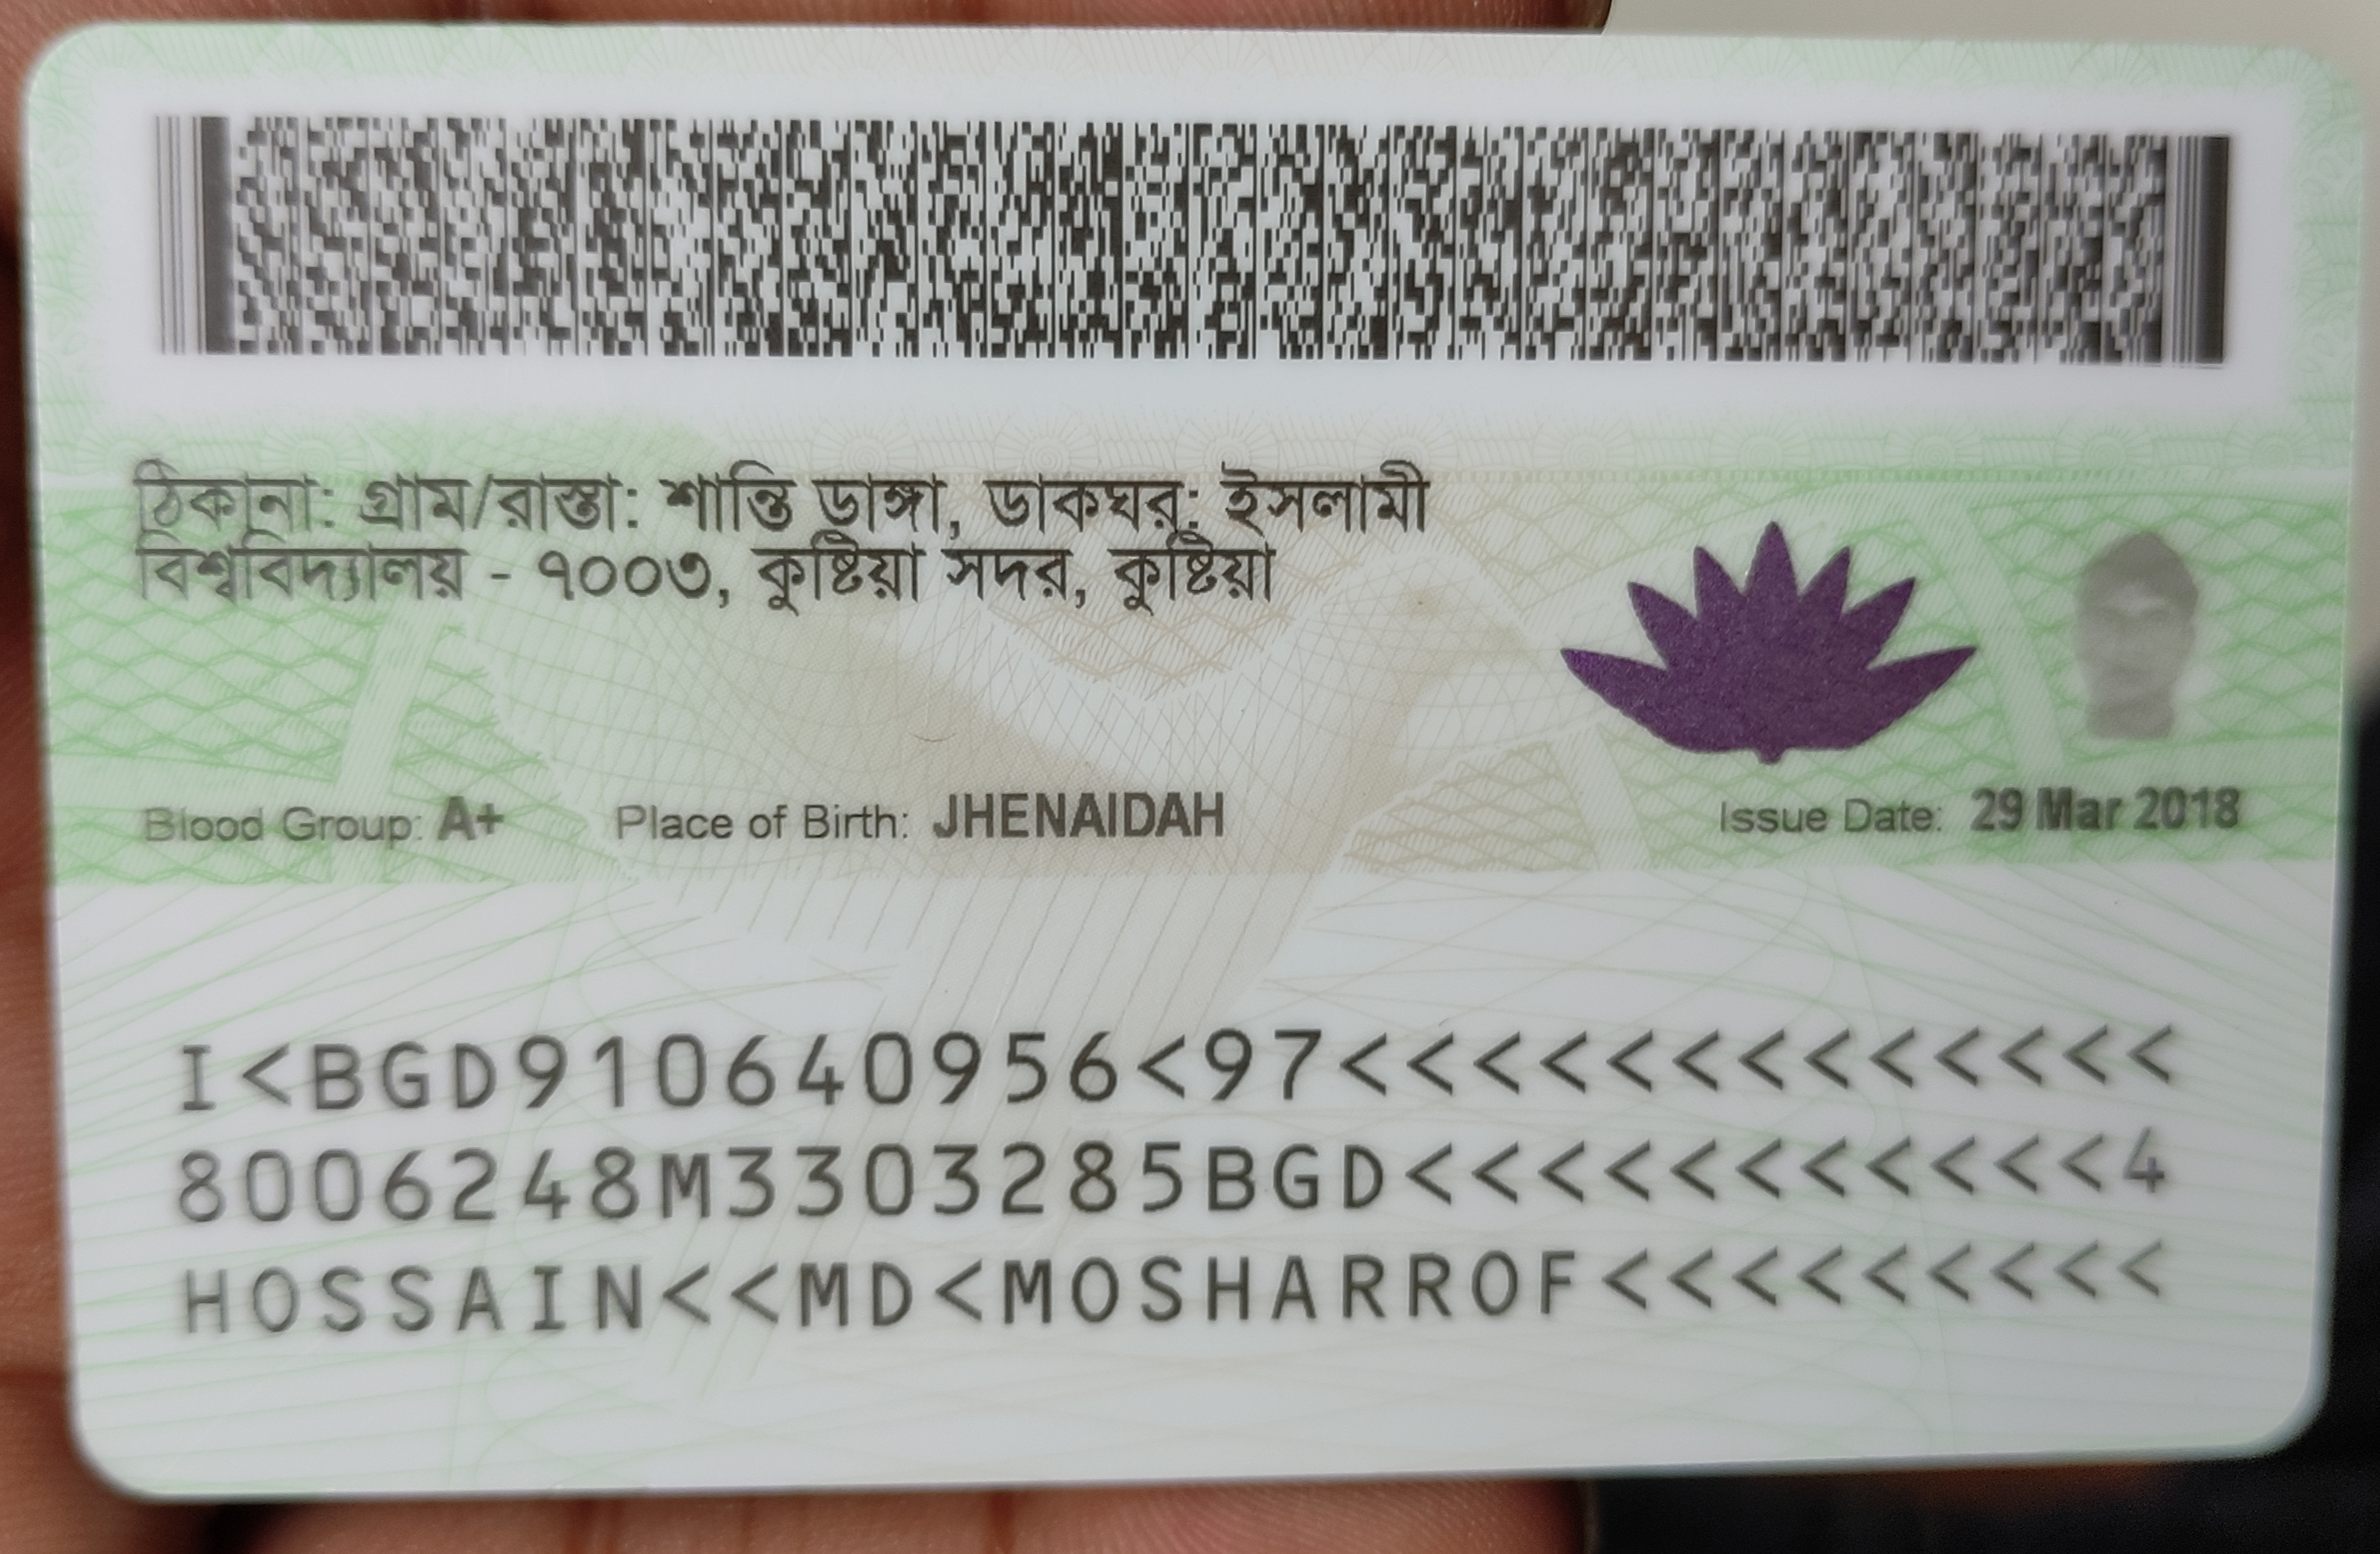 ঠিকানা: গ্রাম/রাস্তা: শান্তি ডাঙ্গা, ডাকঘর: ইসলামী
বিশ্ববিদ্যালয় - ৭০০৩, কুষ্টিয়া সদর, কুষ্টিয়া
Blood Group: A+ Place of Birth: JHENAIDAH Issue Date: 29 Mar 2018
I<BGD910640956<97<<<<<<<<<<<<<
8006248M3303285BGD<<<<<<<<<<<4
HOSSAIN<<MD<MOSHARROF<<<<<<<<<